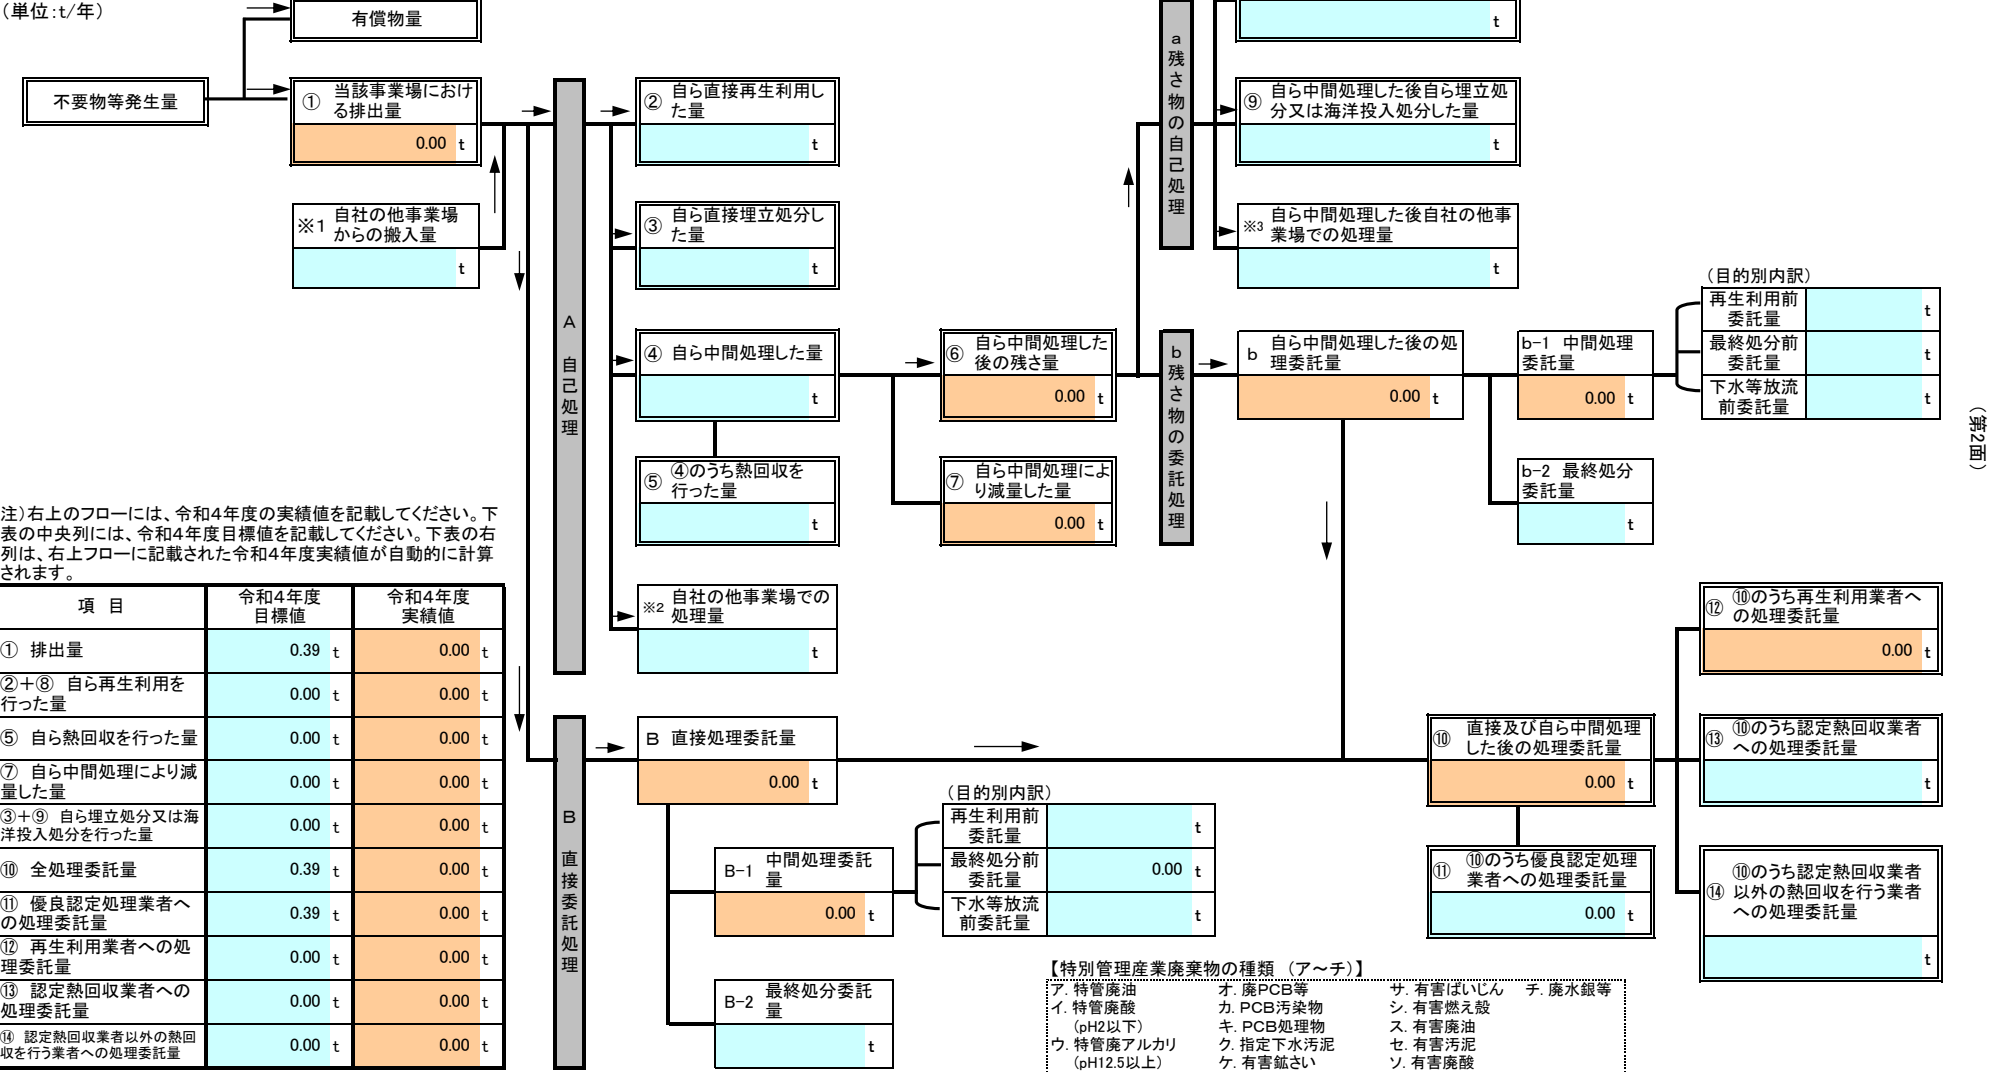 （単位：t/年）
有償物量
不要物等発生量
① 当該事業場におけ
る排出量
0.00 t
※1 自社の他事業場
からの搬入量
t
A 自己処理
② 自ら直接再生利用し
た量
t
③ 自ら直接埋立処分し
た量
t
④ 自ら中間処理した量
t
⑤ ④のうち熱回収を
行った量
t
※2 自社の他事業場での
処理量
t
⑥ 自ら中間処理した
後の残さ量
0.00 t
⑦ 自ら中間処理によ
り減量した量
0.00 t
a 残さ物の自己処理
t
⑨ 自ら中間処理した後自ら埋立処
分又は海洋投入処分した量
t
※3 自ら中間処理した後自社の他事
業場での処理量
t
b 残さ物の委託処理
b 自ら中間処理した後の処
理委託量
0.00 t
b-1 中間処理
委託量
0.00 t
b-2 最終処分
委託量
t
（目的別内訳）
再生利用前
委託量
t
最終処分前
委託量
t
下水等放流
前委託量
t
（第2面）
注）右上のフローには、令和4年度の実績値を記載してください。下
表の中央列には、令和4年度目標値を記載してください。下表の右
列は、右上フローに記載された令和4年度実績値が自動的に計算
されます。
項 目 令和4年度 目標値 令和4年度 実績値
① 排出量 0.39 t 0.00 t
②＋⑧ 自ら再生利用を
行った量 0.00 t 0.00 t
⑤ 自ら熱回収を行った量 0.00 t 0.00 t
⑦ 自ら中間処理により減
量した量 0.00 t 0.00 t
③＋⑨ 自ら埋立処分又は海
洋投入処分を行った量 0.00 t 0.00 t
⑩ 全処理委託量 0.39 t 0.00 t
⑪ 優良認定処理業者へ
の処理委託量 0.39 t 0.00 t
⑫ 再生利用業者への処
理委託量 0.00 t 0.00 t
⑬ 認定熱回収業者への
処理委託量 0.00 t 0.00 t
⑭ 認定熱回収業者以外の熱回
収を行う業者への処理委託量 0.00 t 0.00 t
B 直接委託処理
B 直接処理委託量
0.00 t
B-1 中間処理委託
量
0.00 t
B-2 最終処分委託
量
t
（目的別内訳）
再生利用前
委託量
t
最終処分前
委託量
0.00 t
下水等放流
前委託量
t
⑩ 直接及び自ら中間処理
した後の処理委託量
0.00 t
⑪ ⑩のうち優良認定処理
業者への処理委託量
0.00 t
⑫ ⑩のうち再生利用業者へ
の処理委託量
0.00 t
⑬ ⑩のうち認定熱回収業者
への処理委託量
t
⑭ ⑩のうち認定熱回収業者
以外の熱回収を行う業者
への処理委託量
t
【特別管理産業廃棄物の種類 （ア～チ）】
ア. 特管廃油 オ. 廃PCB等 サ. 有害ばいじん チ. 廃水銀等
イ. 特管廃酸 カ. PCB汚染物 シ. 有害燃え殻
（pH2以下） キ. PCB処理物 ス. 有害廃油
ウ. 特管廃アルカリ ク. 指定下水汚泥 セ. 有害汚泥
（pH12.5以上） ケ. 有害鉱さい ソ. 有害廃酸